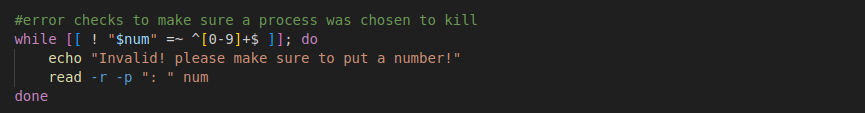 #error checks to make sure a process was chosen to kill
while [[ ! "$num" =~ ^[0-9]+$ ]]; do
    echo "Invalid! please make sure to put a number!"
    read -r -p ": " num
done